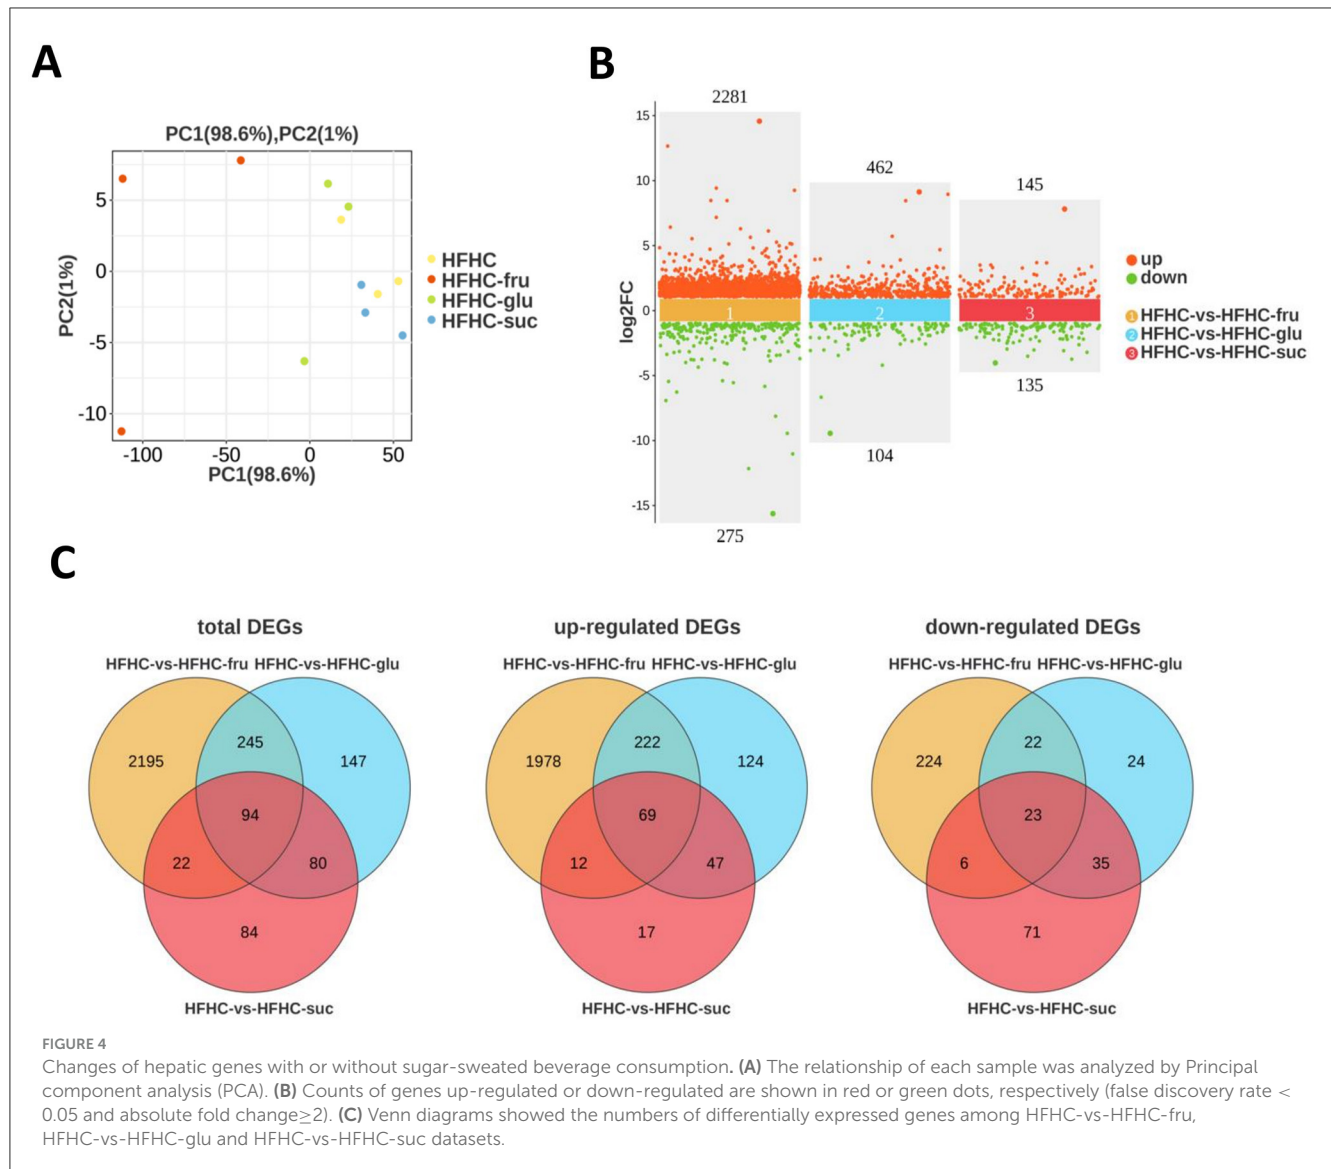 A
PC1(98.6%),PC2(1%)
PC2(1%)
5
0
-5
-10
-100
-50
0
50
PC1(98.6%)
HFHC
HFHC-fru
HFHC-glu
HFHC-suc
B
log2FC
15
10
5
0
-5
-10
-15
2281
462
145
1
2
3
275
104
135
up
down
1 HFHC-vs-HFHC-fru
2 HFHC-vs-HFHC-glu
3 HFHC-vs-HFHC-suc
C
total DEGs
HFHC-vs-HFHC-fru HFHC-vs-HFHC-glu
2195
245
147
94
22
80
84
HFHC-vs-HFHC-suc
up-regulated DEGs
HFHC-vs-HFHC-fru HFHC-vs-HFHC-glu
1978
222
124
69
12
47
17
HFHC-vs-HFHC-suc
down-regulated DEGs
HFHC-vs-HFHC-fru HFHC-vs-HFHC-glu
224
22
24
23
6
35
71
HFHC-vs-HFHC-suc
FIGURE 4
Changes of hepatic genes with or without sugar-sweated beverage consumption. (A) The relationship of each sample was analyzed by Principal
component analysis (PCA). (B) Counts of genes up-regulated or down-regulated are shown in red or green dots, respectively (false discovery rate <
0.05 and absolute fold change≥2). (C) Venn diagrams showed the numbers of differentially expressed genes among HFHC-vs-HFHC-fru,
HFHC-vs-HFHC-glu and HFHC-vs-HFHC-suc datasets.